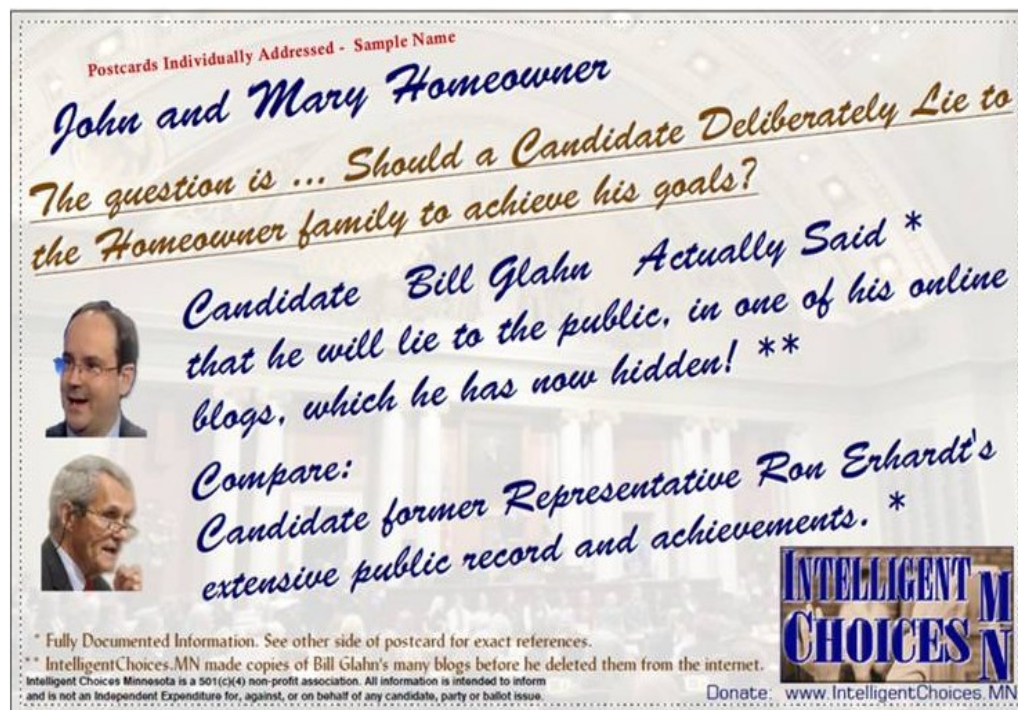 Postcards Individually Addressed - Sample Name
John and Mary Homeowner
The question is ... Should a Candidate Deliberately Lie to
the Homeowner family to achieve his goals?
Candidate Bill Glahn Actually Said *
that he will lie to the public, in one of his online
blogs, which he has now hidden! **
Compare:
Candidate former Representative Ron Erhardt's
extensive public record and achievements. *
INTELLIGENT
CHOICES
MN
* Fully Documented Information. See other side of postcard for exact references.
** IntelligentChoices.MN made copies of Bill Glahn's many blogs before he deleted them from the internet.
Intelligent Choices Minnesota is a 501(c)(4) non-profit association. All information is intended to inform
and is not an Independent Expenditure for, against, or on behalf of any candidate, party or ballot issue.
Donate: www.IntelligentChoices.MN